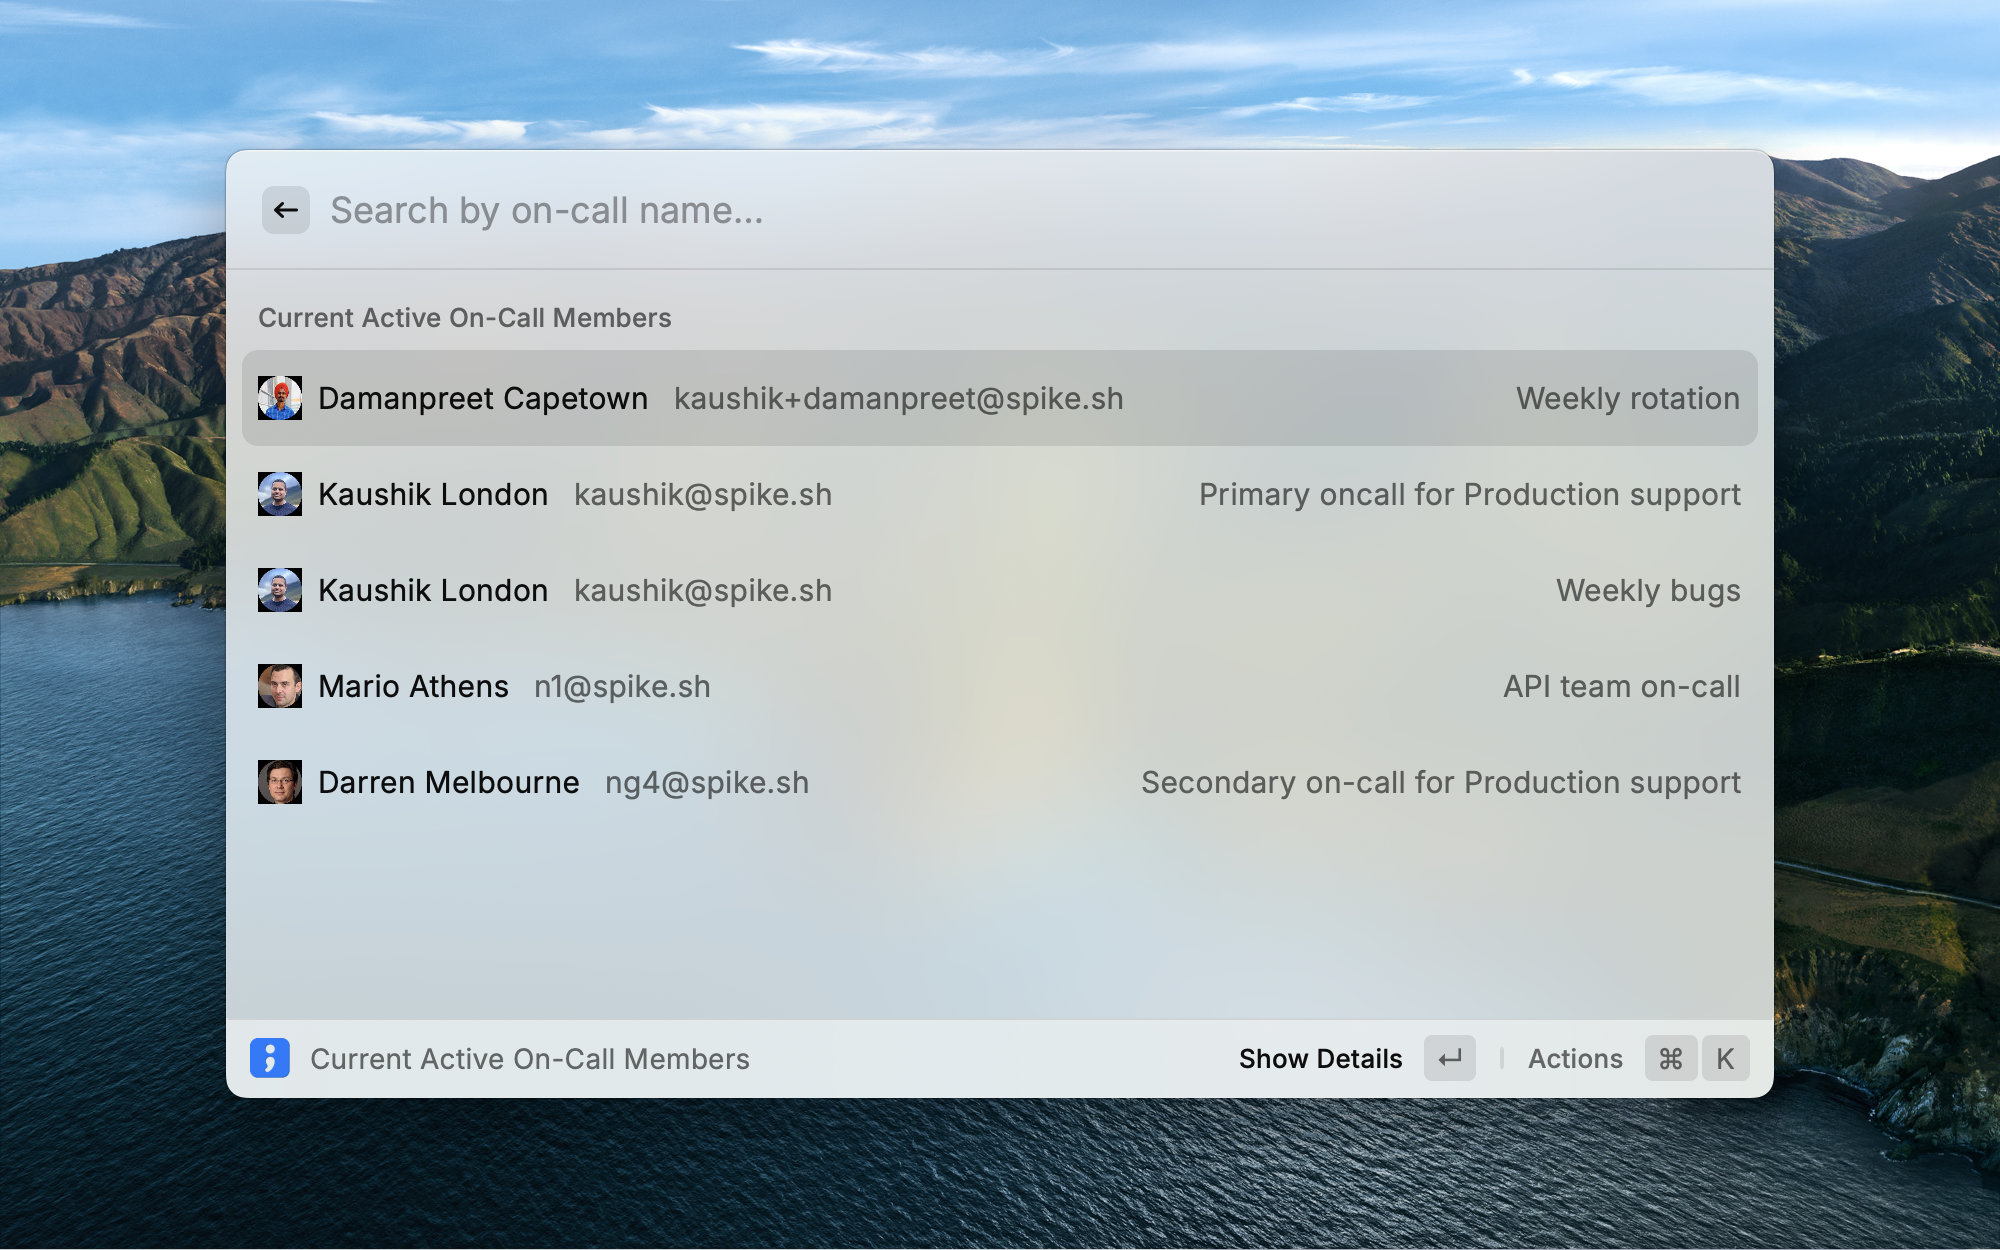 Search by on-call name...
Current Active On-Call Members
Damanpreet Capetown kaushik+damanpreet@spike.sh Weekly rotation
Kaushik London kaushik@spike.sh Primary oncall for Production support
Kaushik London kaushik@spike.sh Weekly bugs
Mario Athens n1@spike.sh API team on-call
Darren Melbourne ng4@spike.sh Secondary on-call for Production support
Current Active On-Call Members Show Details ↵ Actions ⌘ K